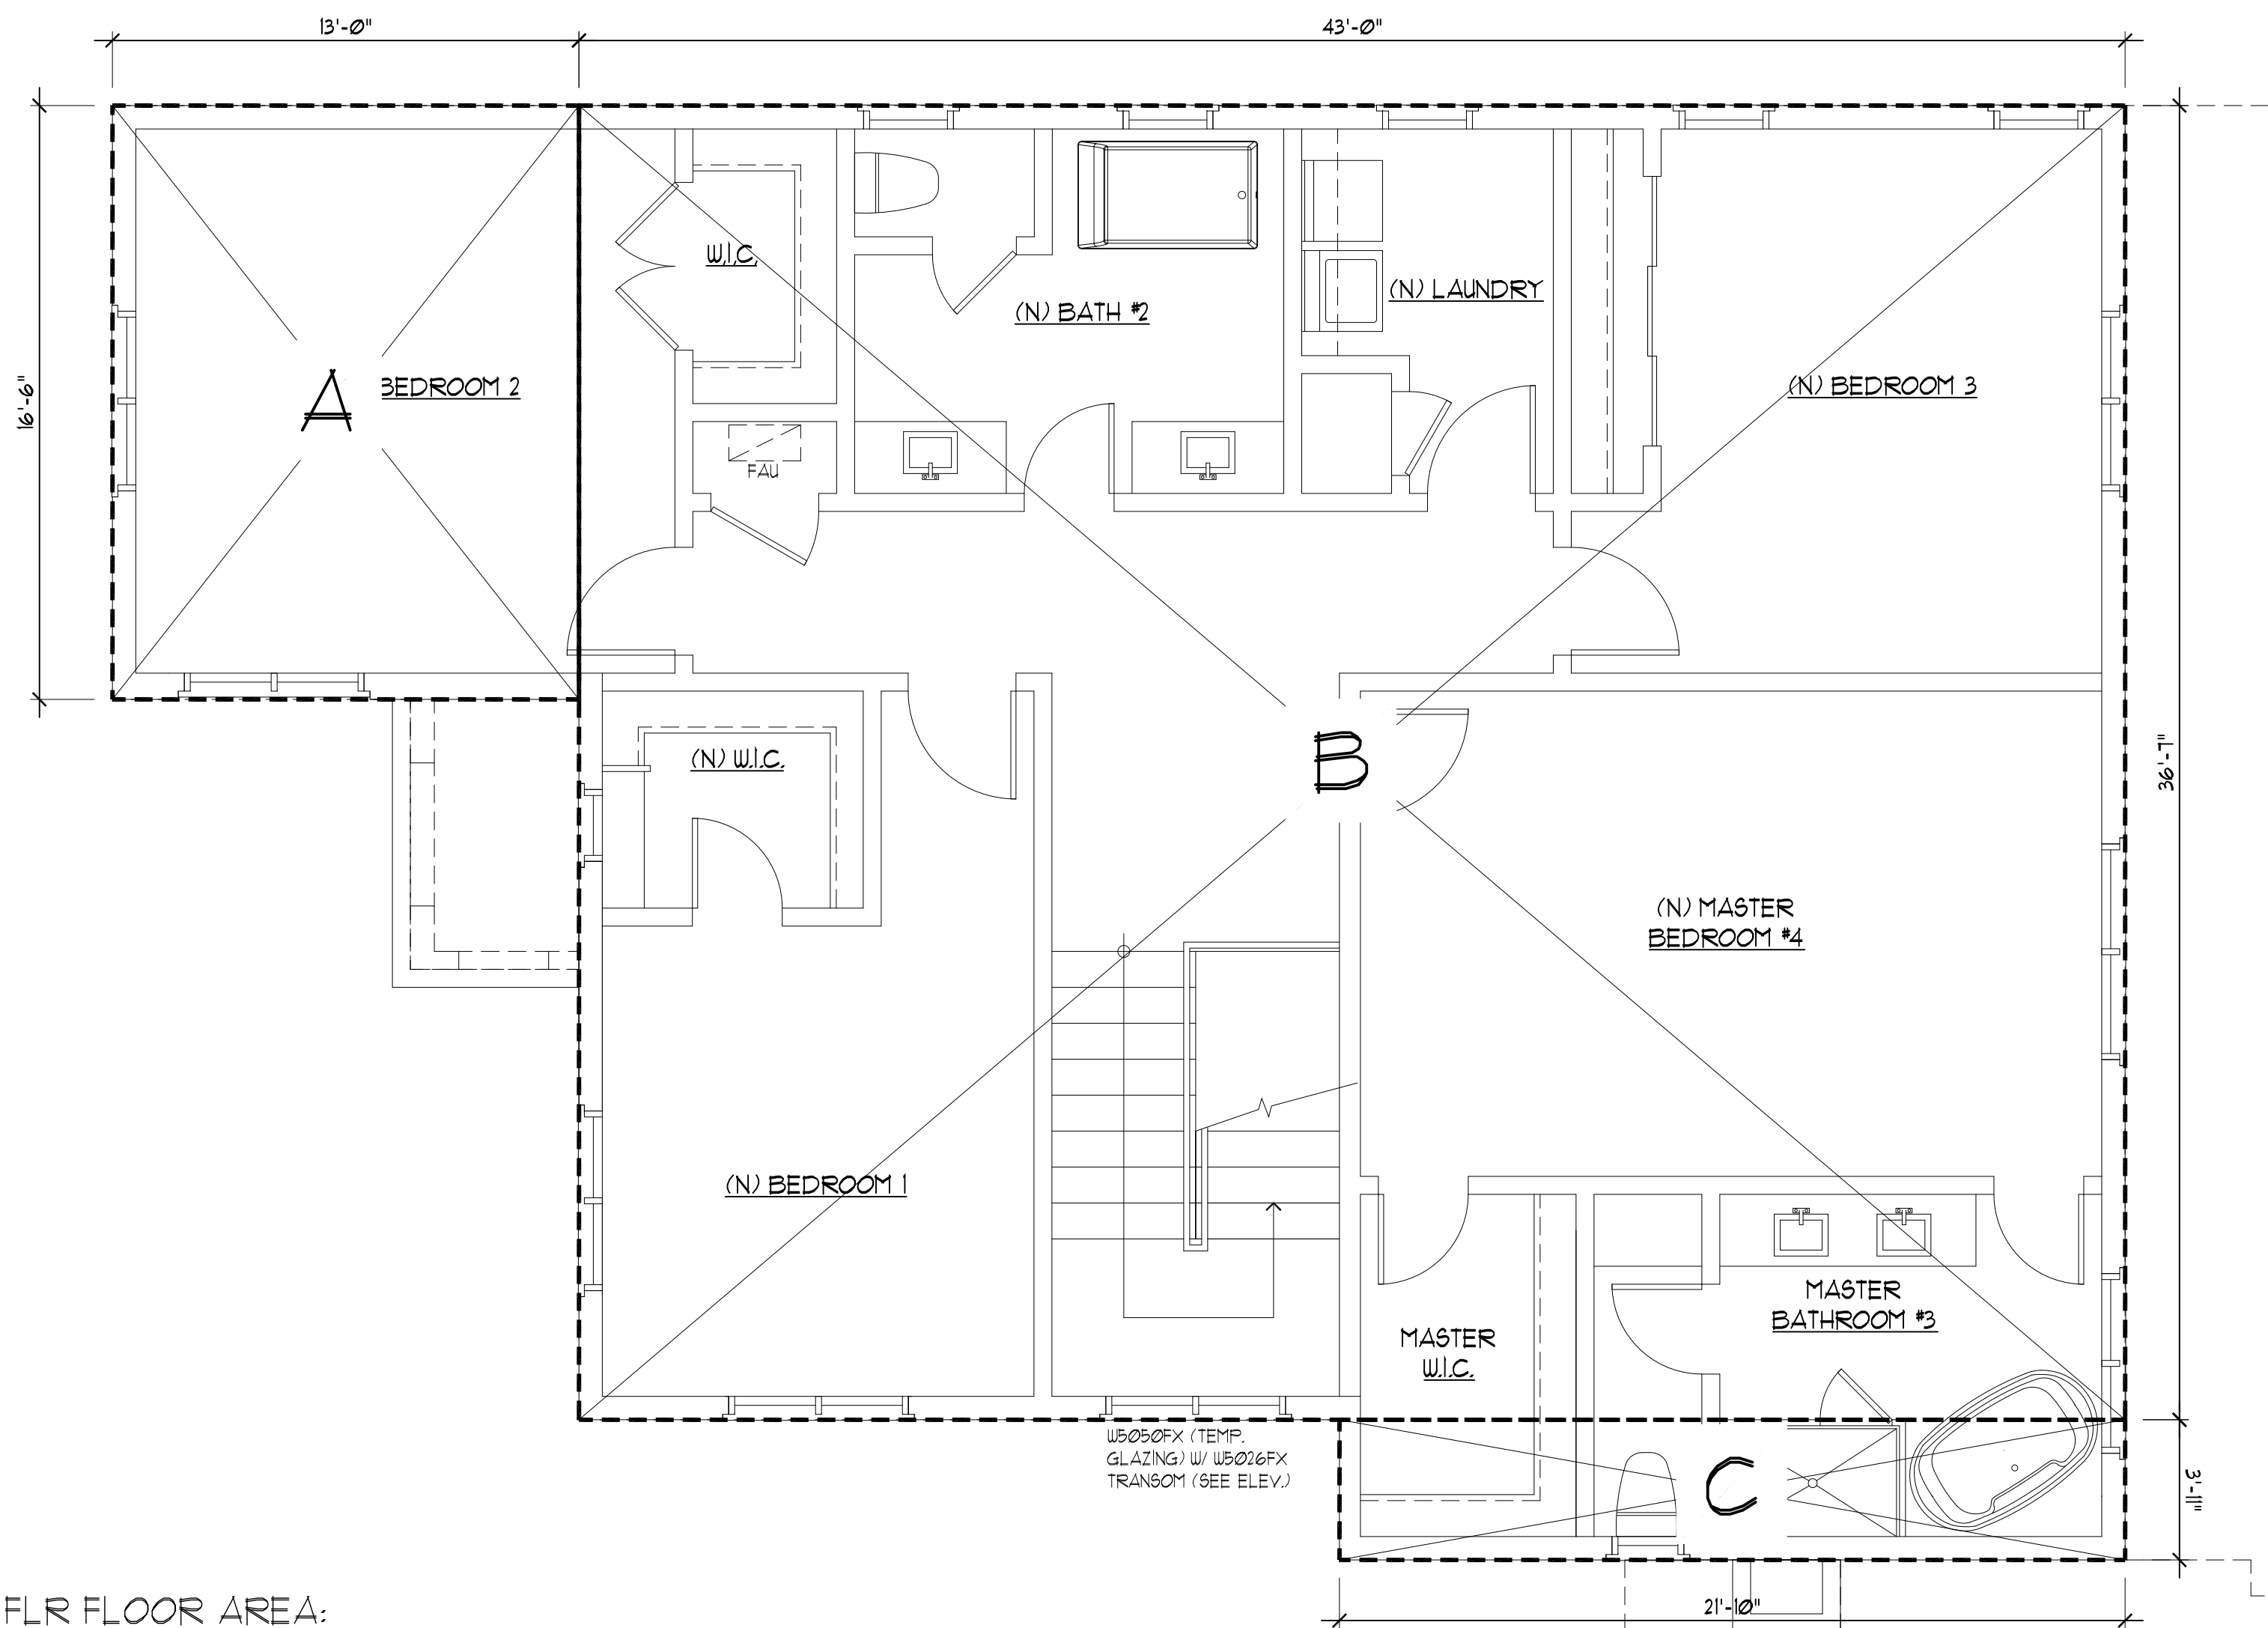 13'-0"
43'-0"
16'-6"
W.I.C.
(N) BATH #2
(N) LAUNDRY
A
BEDROOM 2
(N) BEDROOM 3
FAU
(N) W.I.C.
B
36'-7"
(N) MASTER
BEDROOM #4
(N) BEDROOM 1
MASTER
BATHROOM #3
MASTER
W.I.C.
W5050FX (TEMP.
GLAZING) W/ W5026FX
TRANSOM (SEE ELEV.)
C
3'-11"
21'-10"
FLR FLOOR AREA: